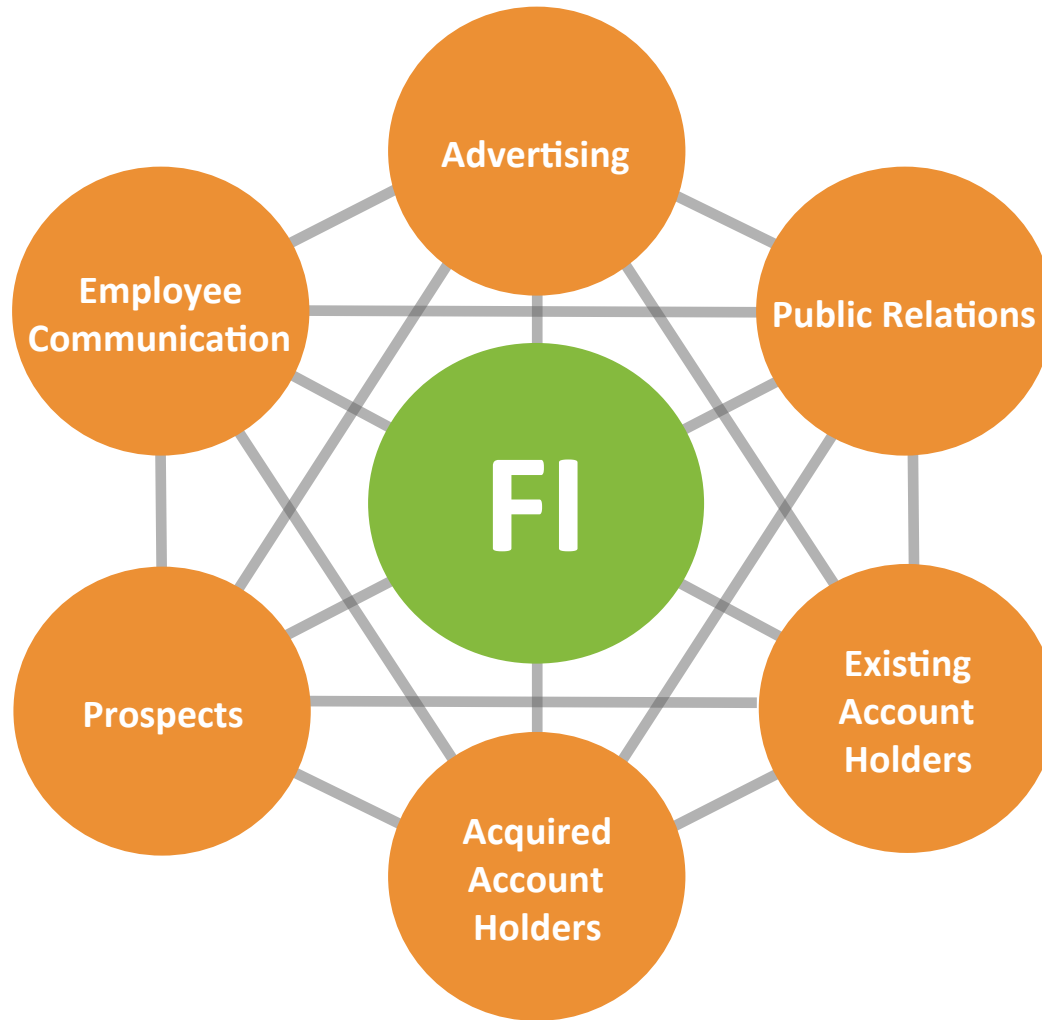 Advertising
Employee
Communication
Public Relations
FI
Prospects
Existing
Account
Holders
Acquired
Account
Holders